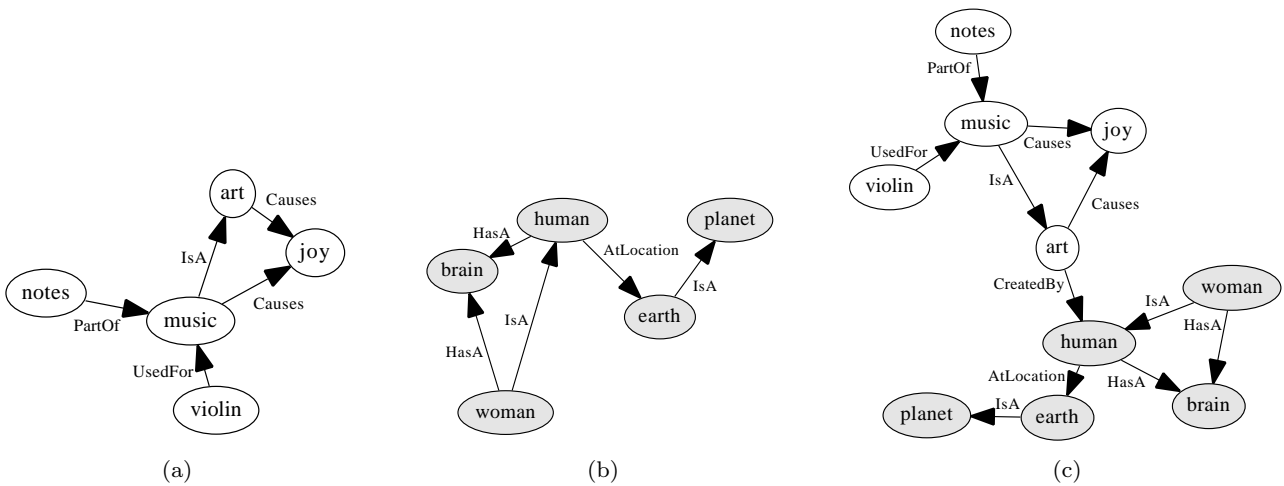 art
Causes
joy
IsA
Causes
notes
PartOf
music
UsedFor
violin
(a)
human
planet
HasA
AtLocation
brain
IsA
earth
IsA
HasA
woman
(b)
notes
PartOf
music
joy
Causes
UsedFor
violin
IsA
Causes
art
CreatedBy
woman
IsA
HasA
human
AtLocation
HasA
IsA
planet
earth
brain
(c)